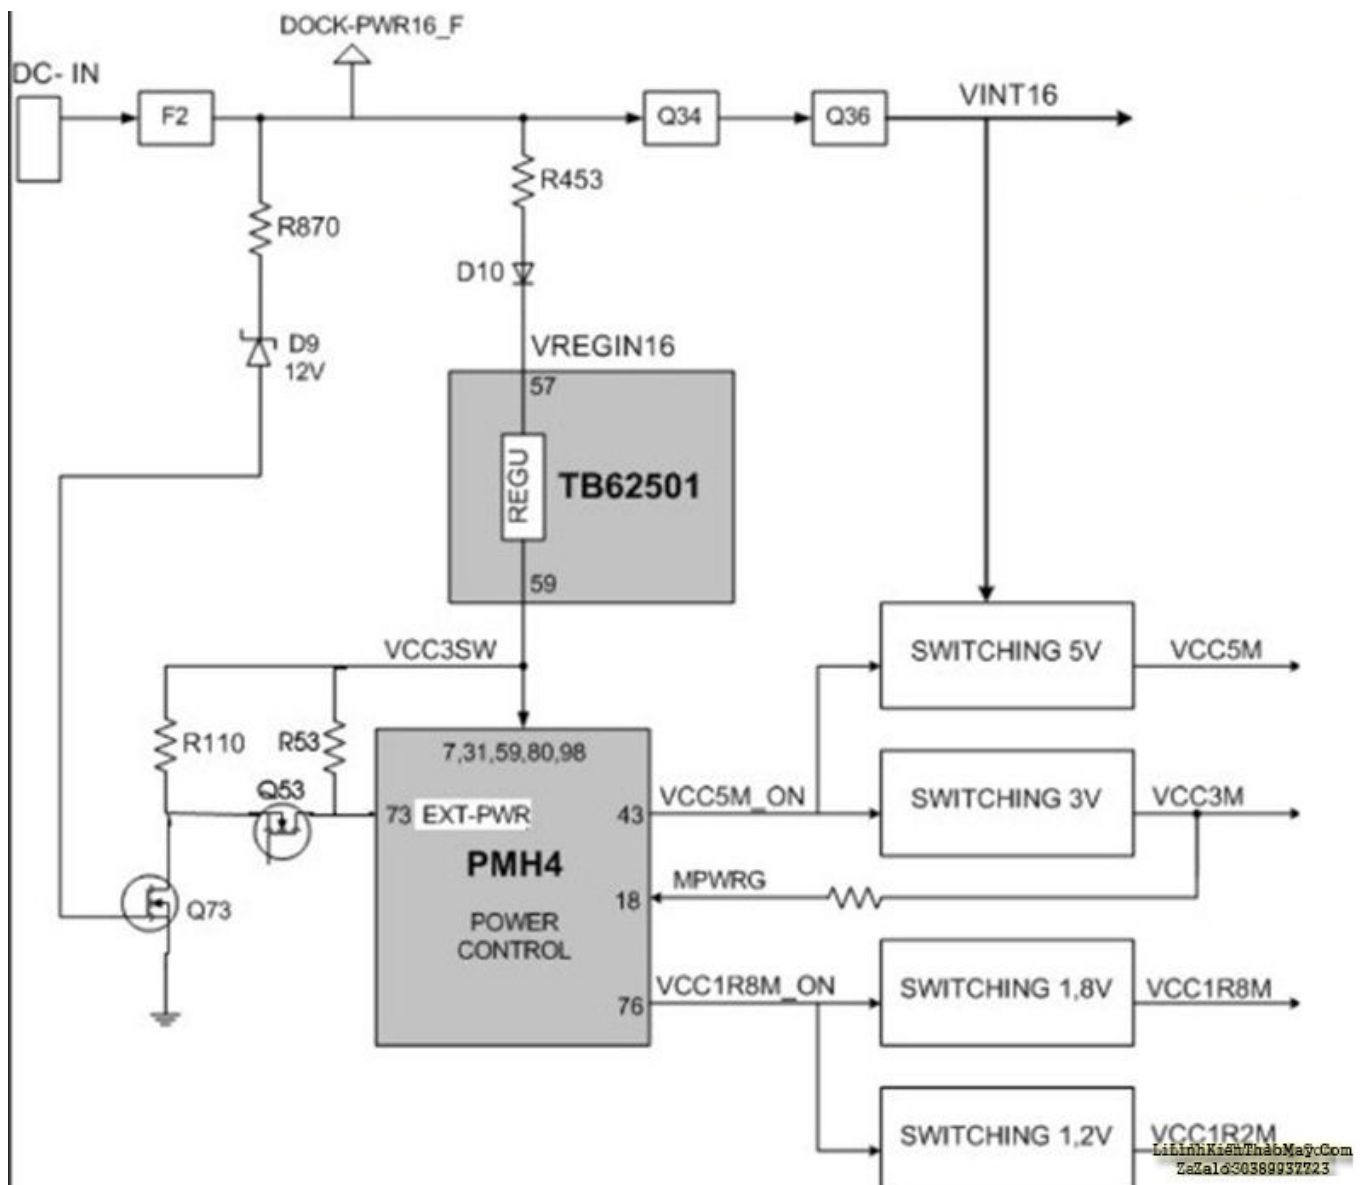 DOCK-PWR16_F
DC- IN
F2
Q34
Q36
VINT16
R870
R453
D10
D9
12V
VREGIN16
57
REGU
TB62501
59
VCC3SW
R110
R53
Q53
7,31,59,80,98
73 EXT-PWR
43
PMH4
POWER
CONTROL
18
76
Q73
VCC5M_ON
MPWRG
VCC1R8M_ON
SWITCHING 5V
VCC5M
SWITCHING 3V
VCC3M
SWITCHING 1,8V
VCC1R8M
SWITCHING 1,2V
VCC1R2M
LiLinhKienThaoMay.Com